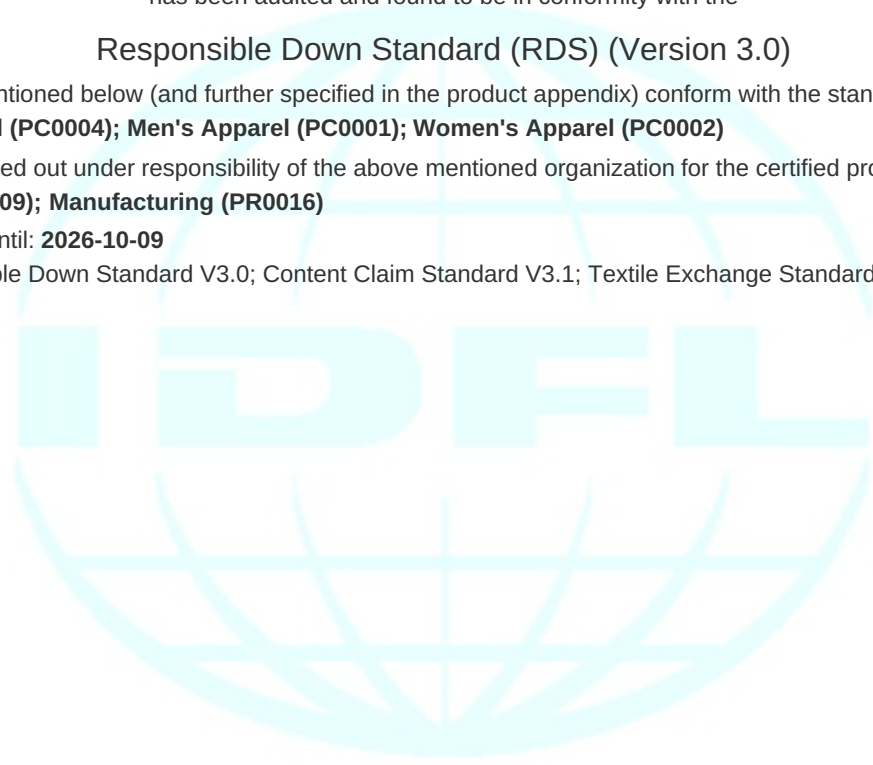 has been audited and found to be in conformity with the
Responsible Down Standard (RDS) (Version 3.0)
ntioned below (and further specified in the product appendix) conform with the stan
l (PC0004); Men's Apparel (PC0001); Women's Apparel (PC0002)
ed out under responsibility of the above mentioned organization for the certified pro
09); Manufacturing (PR0016)
ntil: 2026-10-09
le Down Standard V3.0; Content Claim Standard V3.1; Textile Exchange Standard
IDFL